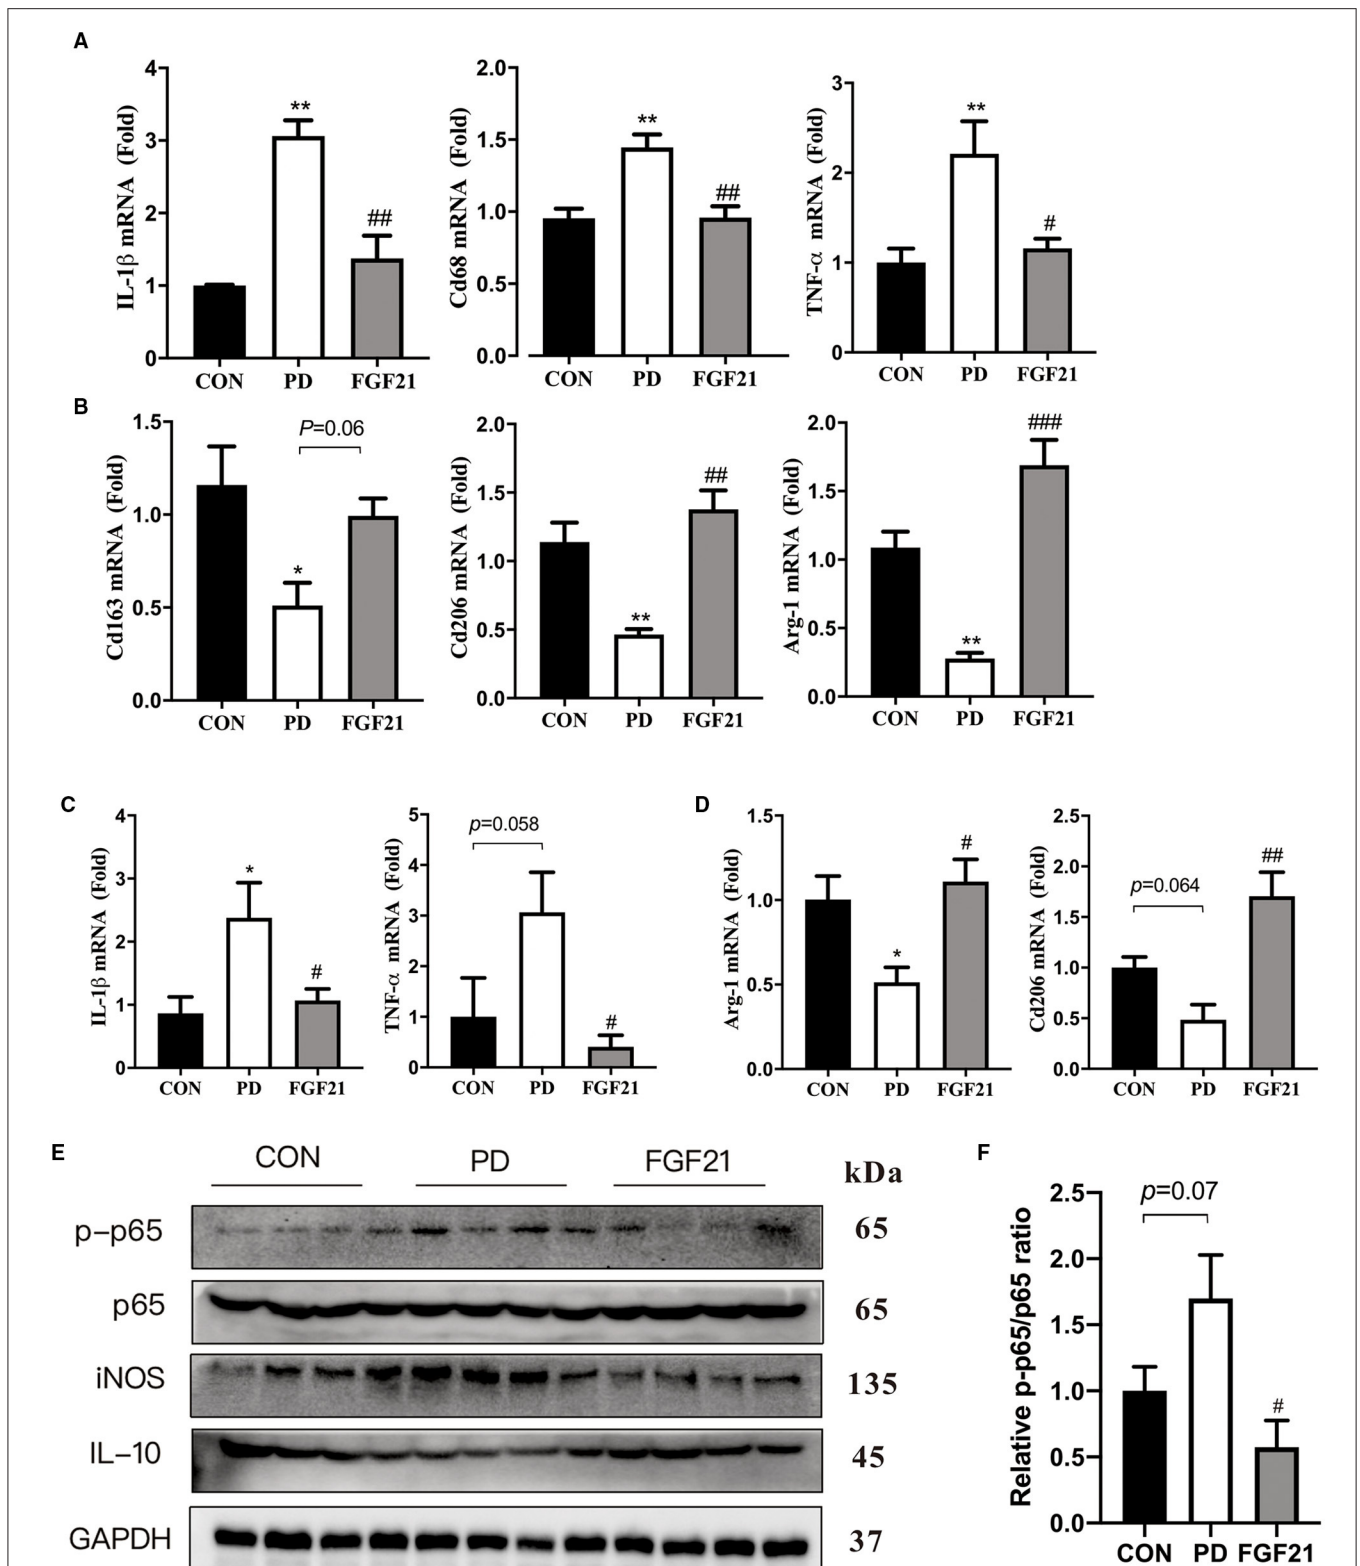 A
IL-1β mRNA (Fold)
4
3
2
1
0
**
##
CON PD FGF21
Cd68 mRNA (Fold)
2.0
1.5
1.0
0.5
0.0
**
##
CON PD FGF21
TNF-α mRNA (Fold)
3
2
1
0
**
#
CON PD FGF21
B
Cd163 mRNA (Fold)
1.5
1.0
0.5
0.0
P=0.06
*
CON PD FGF21
Cd206 mRNA (Fold)
2.0
1.5
1.0
0.5
0.0
**
##
CON PD FGF21
Arg-1 mRNA (Fold)
2.0
1.5
1.0
0.5
0.0
**
###
CON PD FGF21
C
IL-1β mRNA (Fold)
4
3
2
1
0
*
#
CON PD FGF21
TNF-α mRNA (Fold)
5
4
3
2
1
0
p=0.058
#
CON PD FGF21
D
Arg-1 mRNA (Fold)
1.5
1.0
0.5
0.0
*
#
CON PD FGF21
Cd206 mRNA (Fold)
2.5
2.0
1.5
1.0
0.5
0.0
p=0.064
##
CON PD FGF21
E
CON PD FGF21 kDa
p–p65 65
p65 65
iNOS 135
IL–10 45
GAPDH 37
F
Relative p-p65/p65 ratio
2.5
2.0
1.5
1.0
0.5
0.0
p=0.07
#
CON PD FGF21